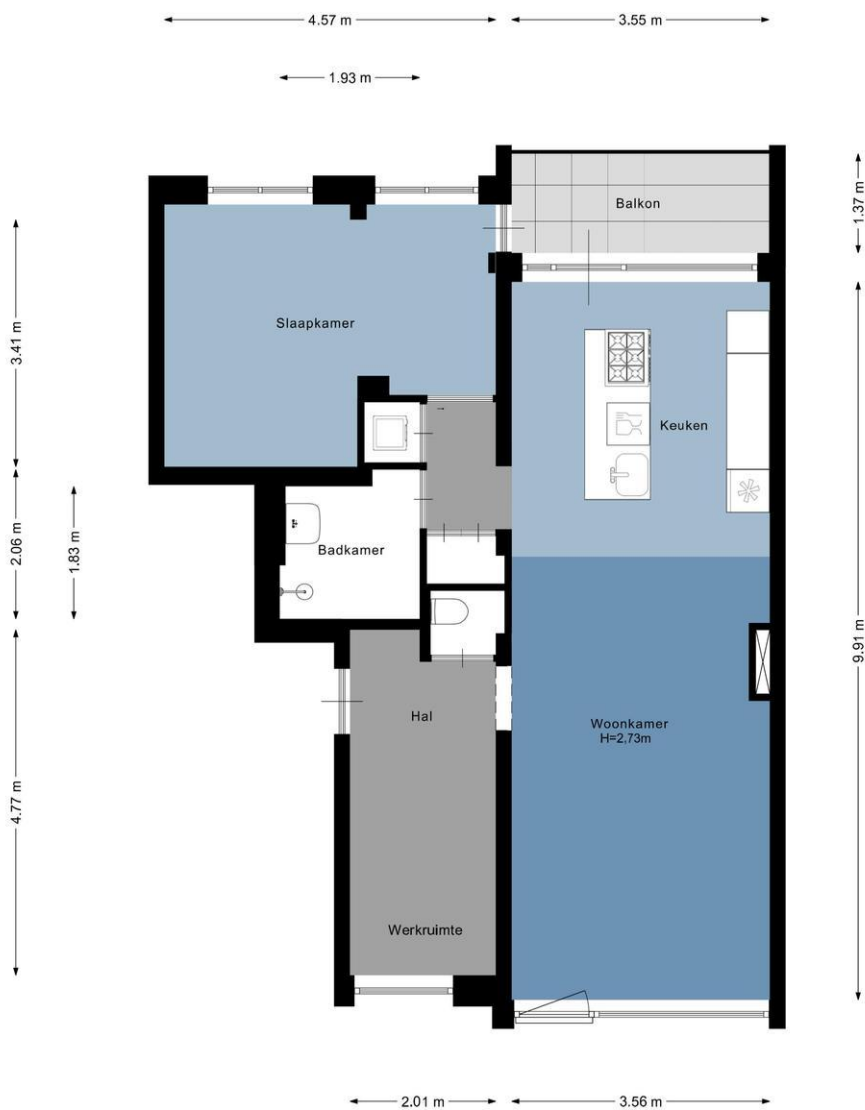 4.57 m
3.55 m
1.93 m
1.37 m
Balkon
Slaapkamer
3.41 m
Keuken
2.06 m
1.83 m
Badkamer
9.91 m
Hal
Woonkamer
H=2,73m
4.77 m
Werkruimte
2.01 m
3.56 m